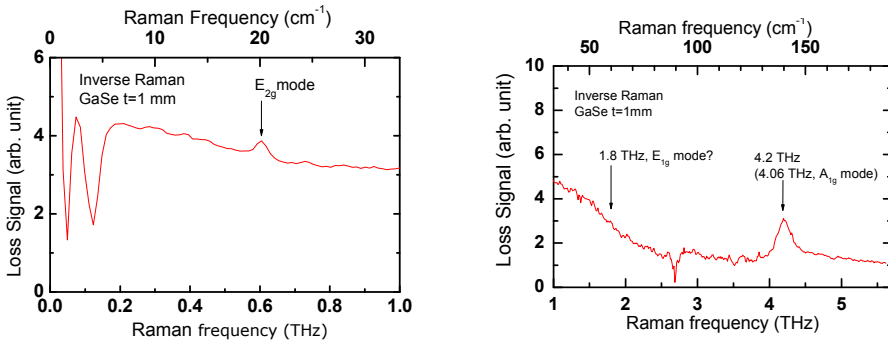 Raman Frequency (cm-1)
0 10 20 30
Inverse Raman
GaSe t=1 mm
E2g mode
Loss Signal (arb. unit)
6
4
2
0
0.0 0.2 0.4 0.6 0.8 1.0
Raman frequency (THz)
Raman frequency (cm-1)
50 100 150
Inverse Raman
GaSe t=1mm
1.8 THz, E1g mode?
4.2 THz
(4.06 THz, A1g mode)
Loss Signal (arb. unit)
10
8
6
4
2
0
1 2 3 4 5
Raman frequency (THz)